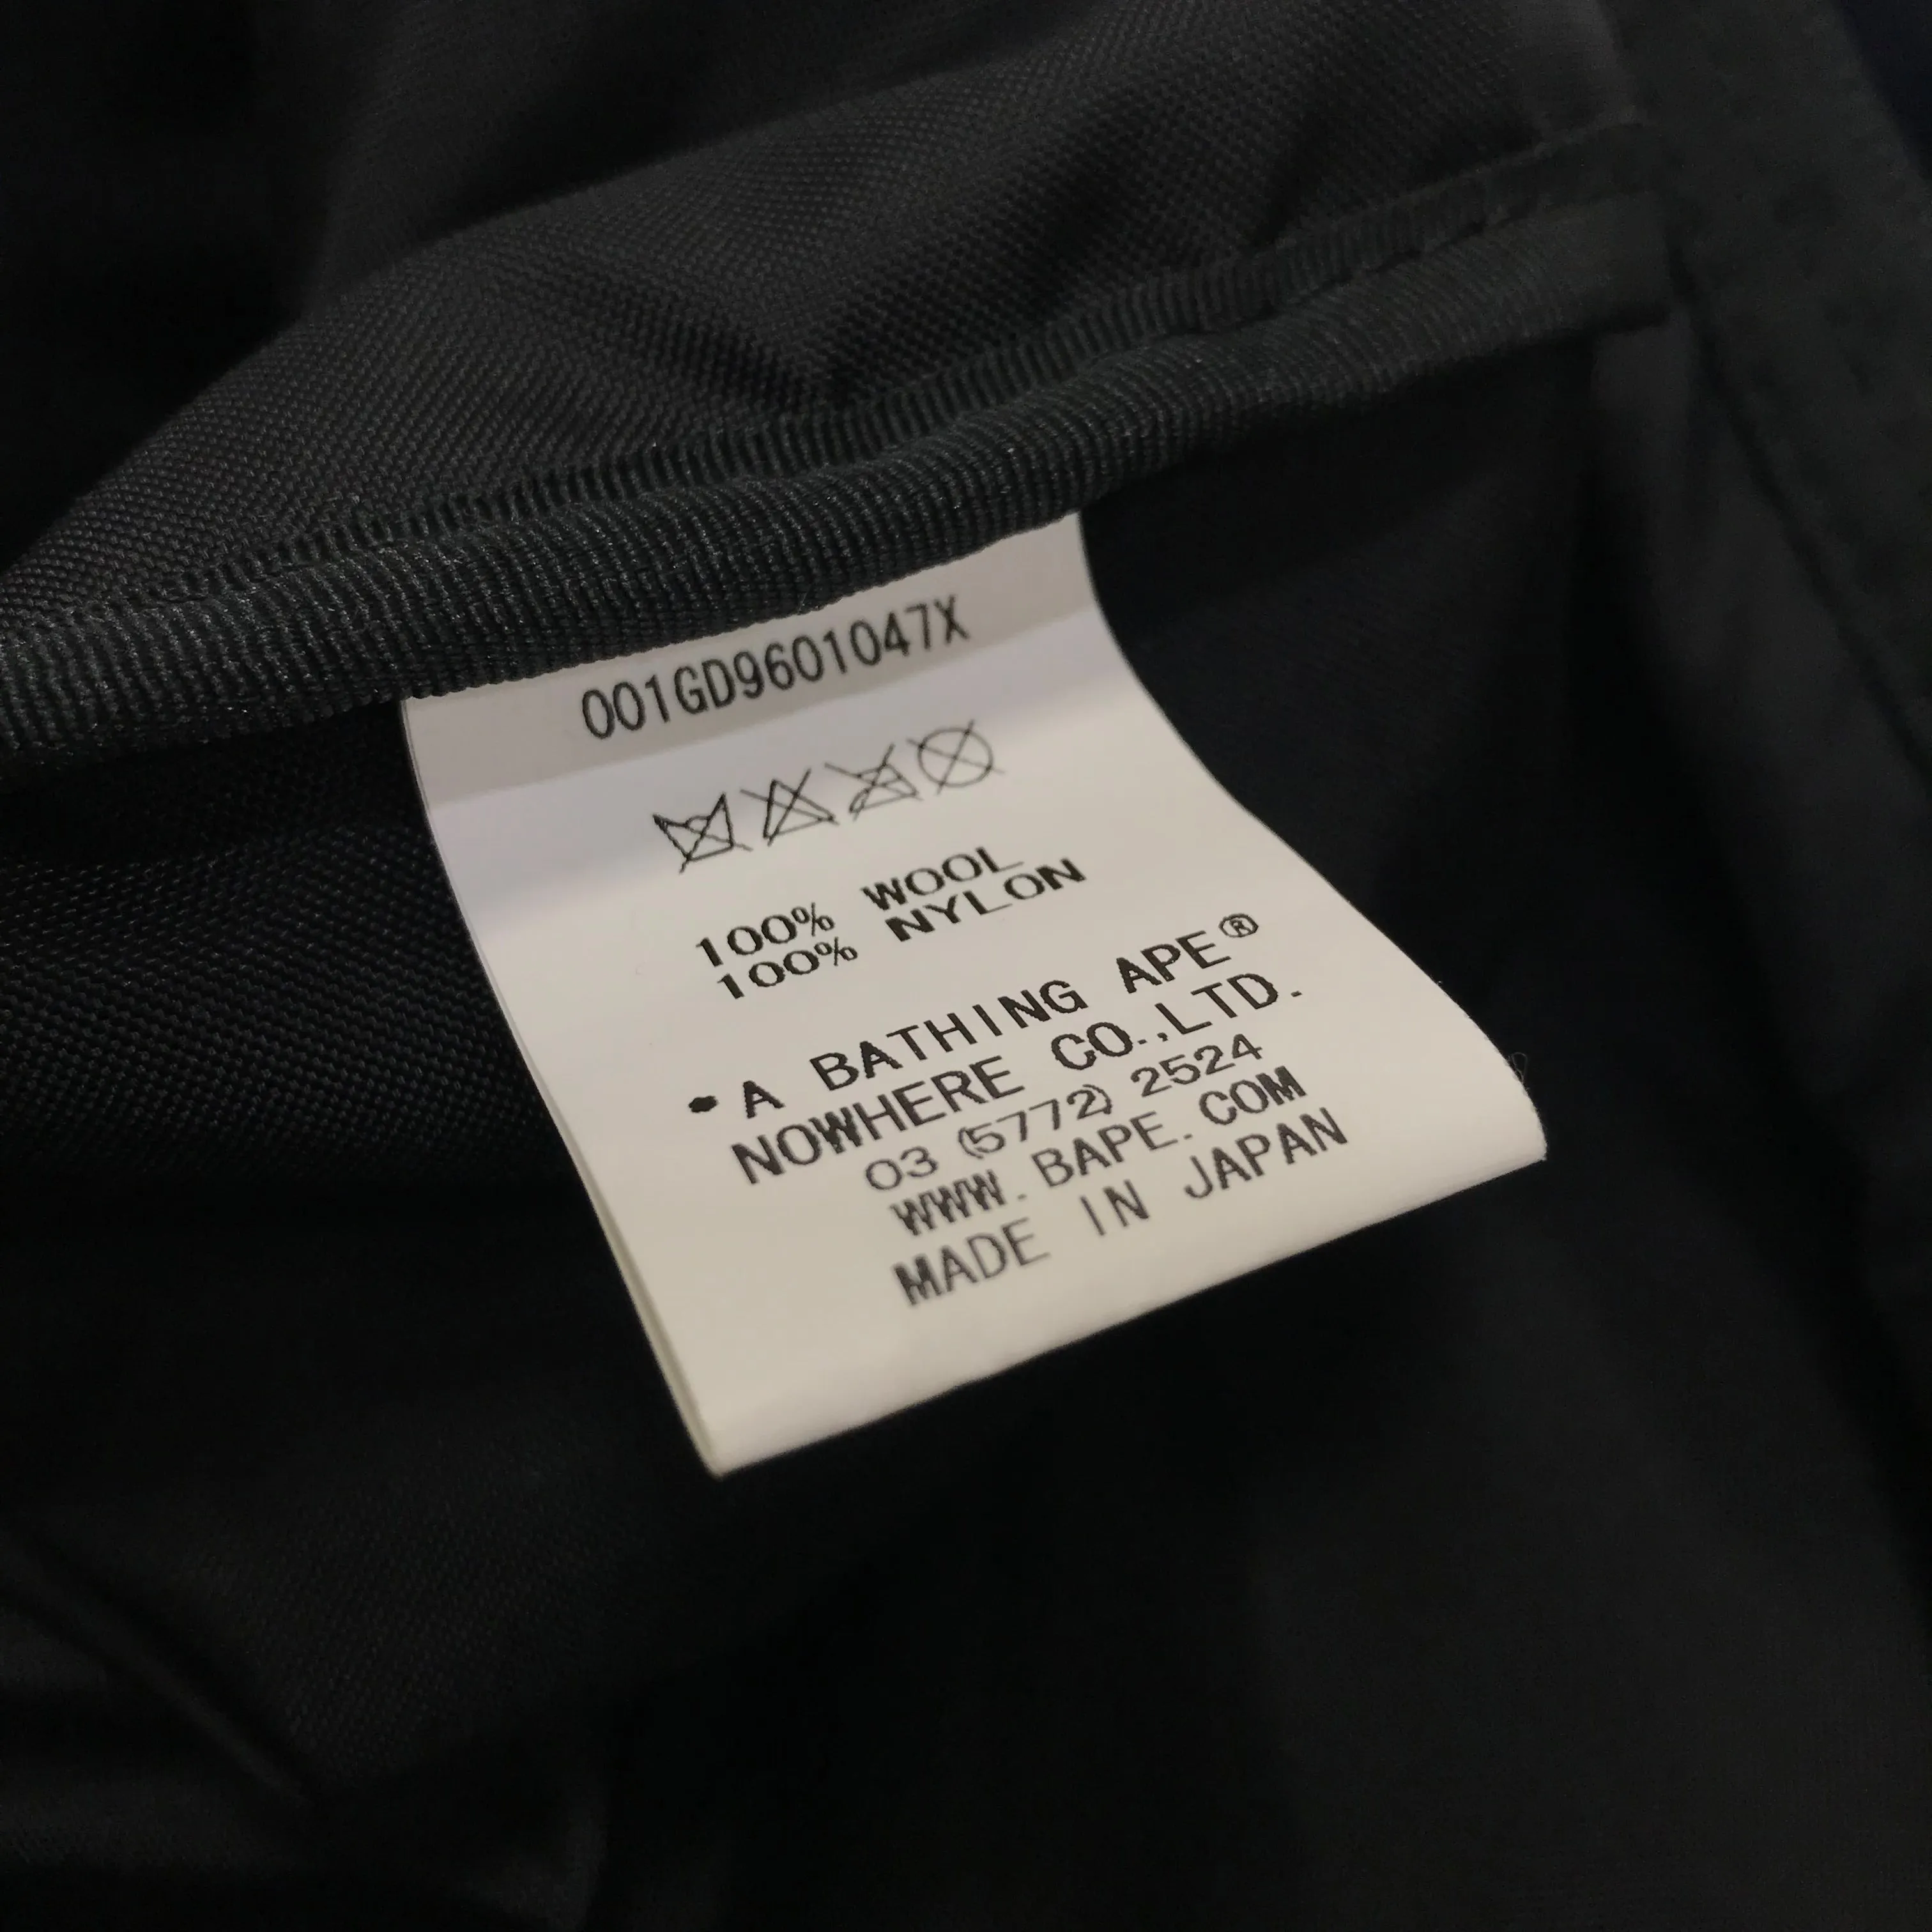 001GD9601047X
100% WOOL
100% NYLON
•A BATHING APE®
NOWHERE CO.,LTD.
03 (5772) 2524
WWW.BAPE.COM
MADE IN JAPAN